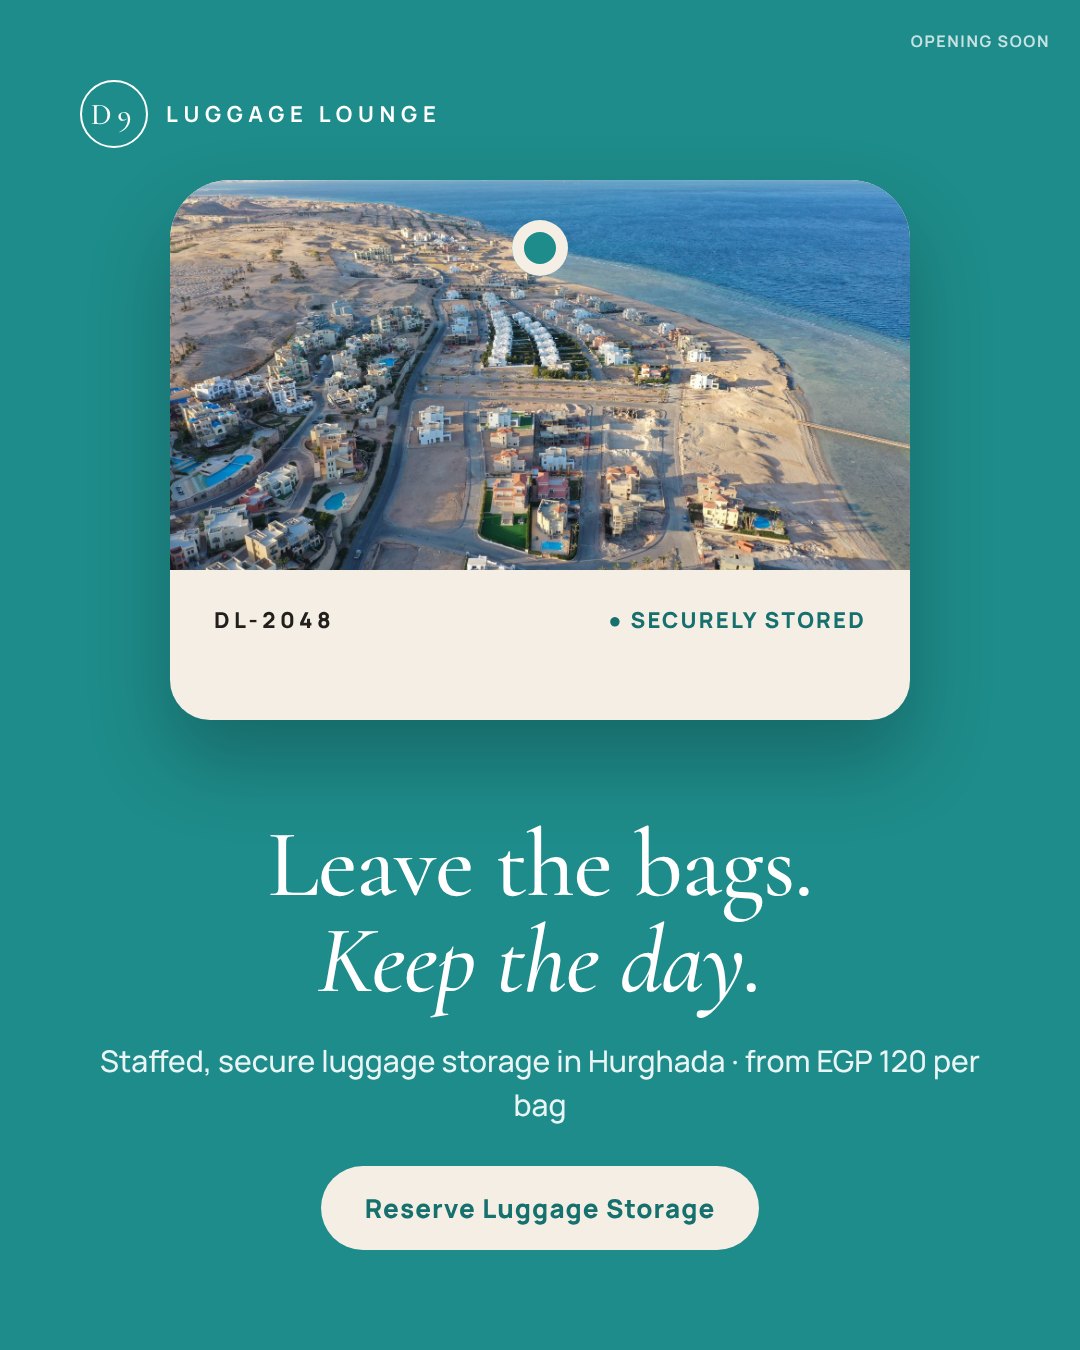 OPENING SOON
D9 LUGGAGE LOUNGE
DL-2048 • SECURELY STORED
Leave the bags.
Keep the day.
Staffed, secure luggage storage in Hurghada · from EGP 120 per
bag
Reserve Luggage Storage